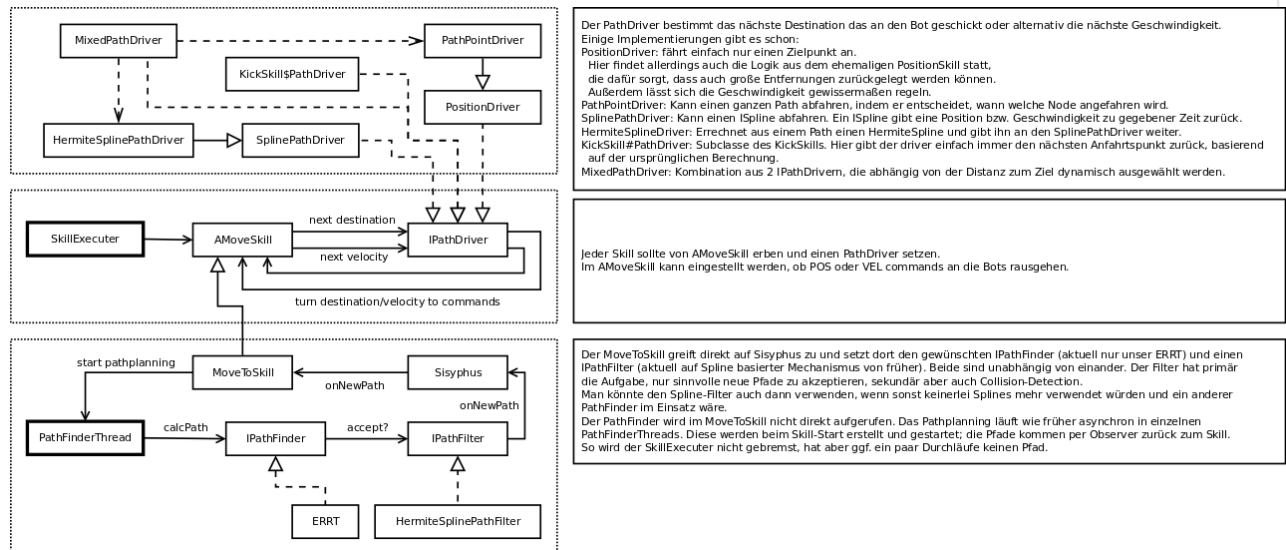 MixedPathDriver
PathPointDriver
KickSkill$PathDriver
PositionDriver
HermiteSplinePathDriver
SplinePathDriver
Der PathDriver bestimmt das nächste Destination das an den Bot geschickt oder alternativ die nächste Geschwindigkeit.
Einige Implementierungen gibt es schon:
PositionDriver: fährt einfach nur einen Zielpunkt an.
Hier findet allerdings auch die Logik aus dem ehemaligen PositionSkill statt,
die dafür sorgt, dass auch große Entfernungen zurückgelegt werden können.
Außerdem lässt sich die Geschwindigkeit gewissermaßen regeln.
PathPointDriver: Kann einen ganzen Path abfahren, indem er entscheidet, wann welche Node angefahren wird.
SplinePathDriver: Kann einen ISpline abfahren. Ein ISpline gibt eine Position bzw. Geschwindigkeit zu gegebener Zeit zurück.
HermiteSplineDriver: Errechnet aus einem Path einen HermiteSpline und gibt ihn an den SplinePathDriver weiter.
KickSkill#PathDriver: Subclasse des KickSkills. Hier gibt der driver einfach immer den nächsten Anfahrtspunkt zurück, basierend
auf der ursprünglichen Berechnung.
MixedPathDriver: Kombination aus 2 IPathDrivern, die abhängig von der Distanz zum Ziel dynamisch ausgewählt werden.
SkillExecuter
AMoveSkill
next destination
next velocity
IPathDriver
turn destination/velocity to commands
Jeder Skill sollte von AMoveSkill erben und einen PathDriver setzen.
Im AMoveSkill kann eingestellt werden, ob POS oder VEL commands an die Bots rausgehen.
start pathplanning
MoveToSkill
onNewPath
Sisyphus
onNewPath
PathFinderThread
calcPath
IPathFinder
accept?
IPathFilter
ERRT
HermiteSplinePathFilter
Der MoveToSkill greift direkt auf Sisyphus zu und setzt dort den gewünschten IPathFinder (aktuell nur unser ERRT) und einen
IPathFilter (aktuell auf Spline basierter Mechanismus von früher). Beide sind unabhängig von einander. Der Filter hat primär
die Aufgabe, nur sinnvolle neue Pfade zu akzeptieren, sekundär aber auch Collision-Detection.
Man könnte den Spline-Filter auch dann verwenden, wenn sonst keinerlei Splines mehr verwendet würden und ein anderer
PathFinder im Einsatz wäre.
Der PathFinder wird im MoveToSkill nicht direkt aufgerufen. Das Pathplanning läuft wie früher asynchron in einzelnen
PathFinderThreads. Diese werden beim Skill-Start erstellt und gestartet; die Pfade kommen per Observer zurück zum Skill.
So wird der SkillExecuter nicht gebremst, hat aber ggf. ein paar Durchläufe keinen Pfad.